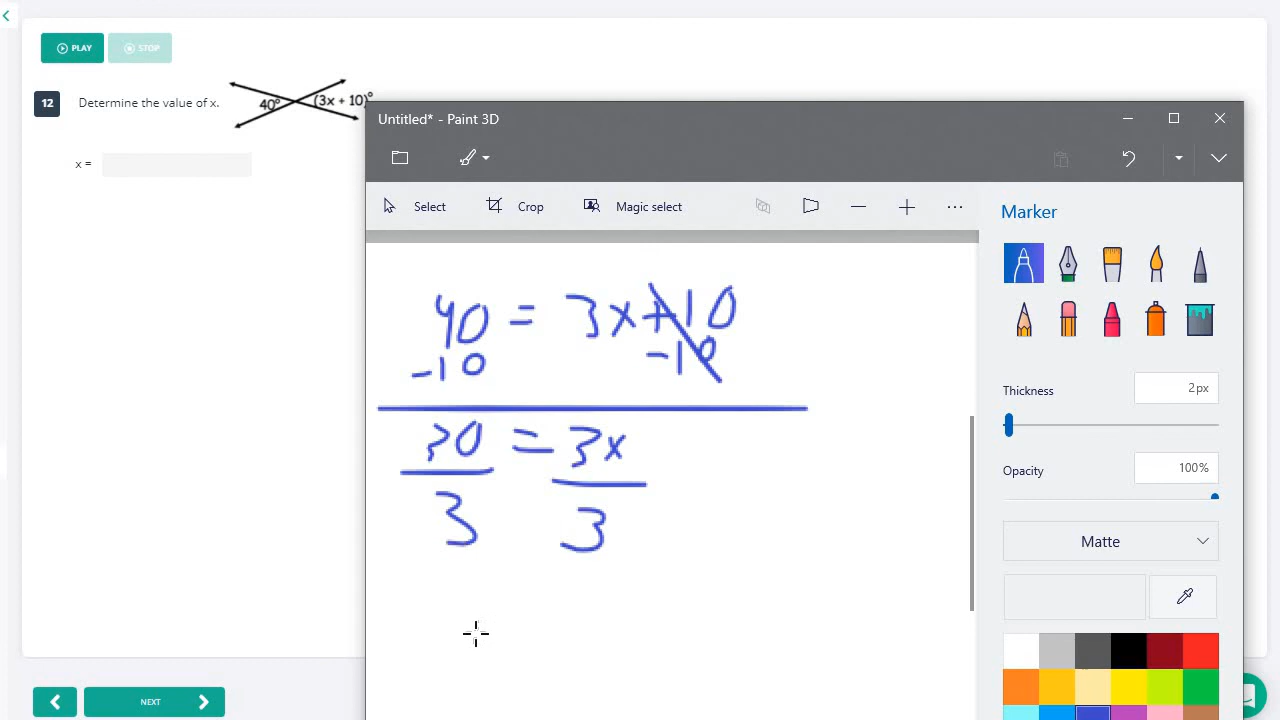 PLAY
STOP
12
Determine the value of x.
40°
(3x + 10)°
x =
Untitled* - Paint 3D
Select
Crop
Magic select
Marker
40 = 3x+10
-10 -10
30 = 3x
3 3
Thickness
2px
Opacity
100%
Matte
NEXT